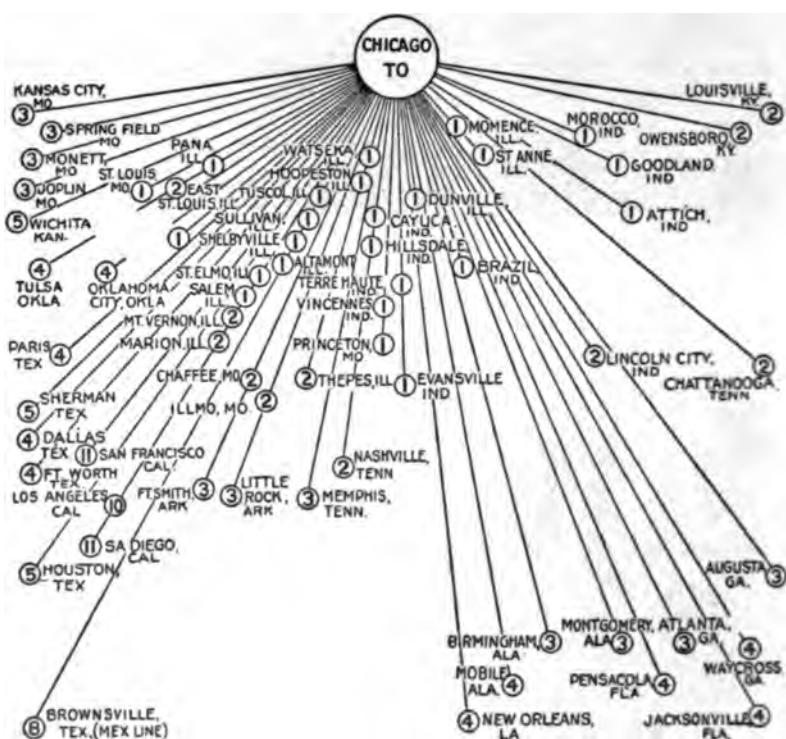 CHICAGO
TO
KANSAS CITY,
MO
3
SPRING FIELD
MO
3
MONETT,
MO
3
JOPLIN
MO.
3
WICHITA
KAN.
5
TULSA
OKLA
4
OKLAHOMA
CITY, OKLA
4
PANA
ILL
1
ST. LOUIS
MO.
1
EAST
ST. LOUIS, ILL
2
WATSEKA
ILL.
1
HOOPESTON
ILL
1
TUSCOL, ILL
1
SULLIVAN,
ILL
1
SHELBYVILLE,
ILL
1
1
ALTAMONT
ILL.
1
ST. ELMO, ILL
1
SALEM
ILL.
1
MT. VERNON, ILL.
2
MARION, ILL.
2
CHAFFEE, MO.
2
ILLMO, MO.
2
PARIS
TEX
4
SHERMAN
TEX
5
DALLAS
TEX
4
FT. WORTH
TEX.
4
SAN FRANCISCO
CAL.
11
LOS ANGELES
CAL
10
SA DIEGO,
CAL
11
HOUSTON,
TEX
5
BROWNSVILLE,
TEX, (MEX LINE)
8
FT. SMITH,
ARK
3
LITTLE
ROCK,
ARK
3
MEMPHIS,
TENN.
3
NASHVILLE,
TENN
2
THEPES, ILL
2
CAYUCA,
IND.
1
HILLSDALE,
IND.
1
TERRE HAUTE,
IND.
1
VINCENNES
IND.
1
PRINCETON,
MO
1
EVANSVILLE
IND
1
DUNVILLE,
ILL.
1
BRAZIL,
IND.
1
MOMENCE,
ILL.
1
ST ANNE,
ILL.
1
MOROCCO,
IND.
1
GOODLAND.
IND
1
ATTICH,
IND
1
LOUISVILLE,
KY.
2
OWENSBORO
KY.
2
LINCOLN CITY,
IND
2
CHATTANOOGA,
TENN
2
AUGUSTA
GA.
3
BIRMINGHAM,
ALA
3
MOBILE
ALA.
4
NEW ORLEANS,
LA
4
MONTGOMERY,
ALA
3
ATLANTA,
GA
3
PENSACOLA
FLA
4
WAYCROSS,
GA.
4
JACKSONVILLE,
FLA.
4